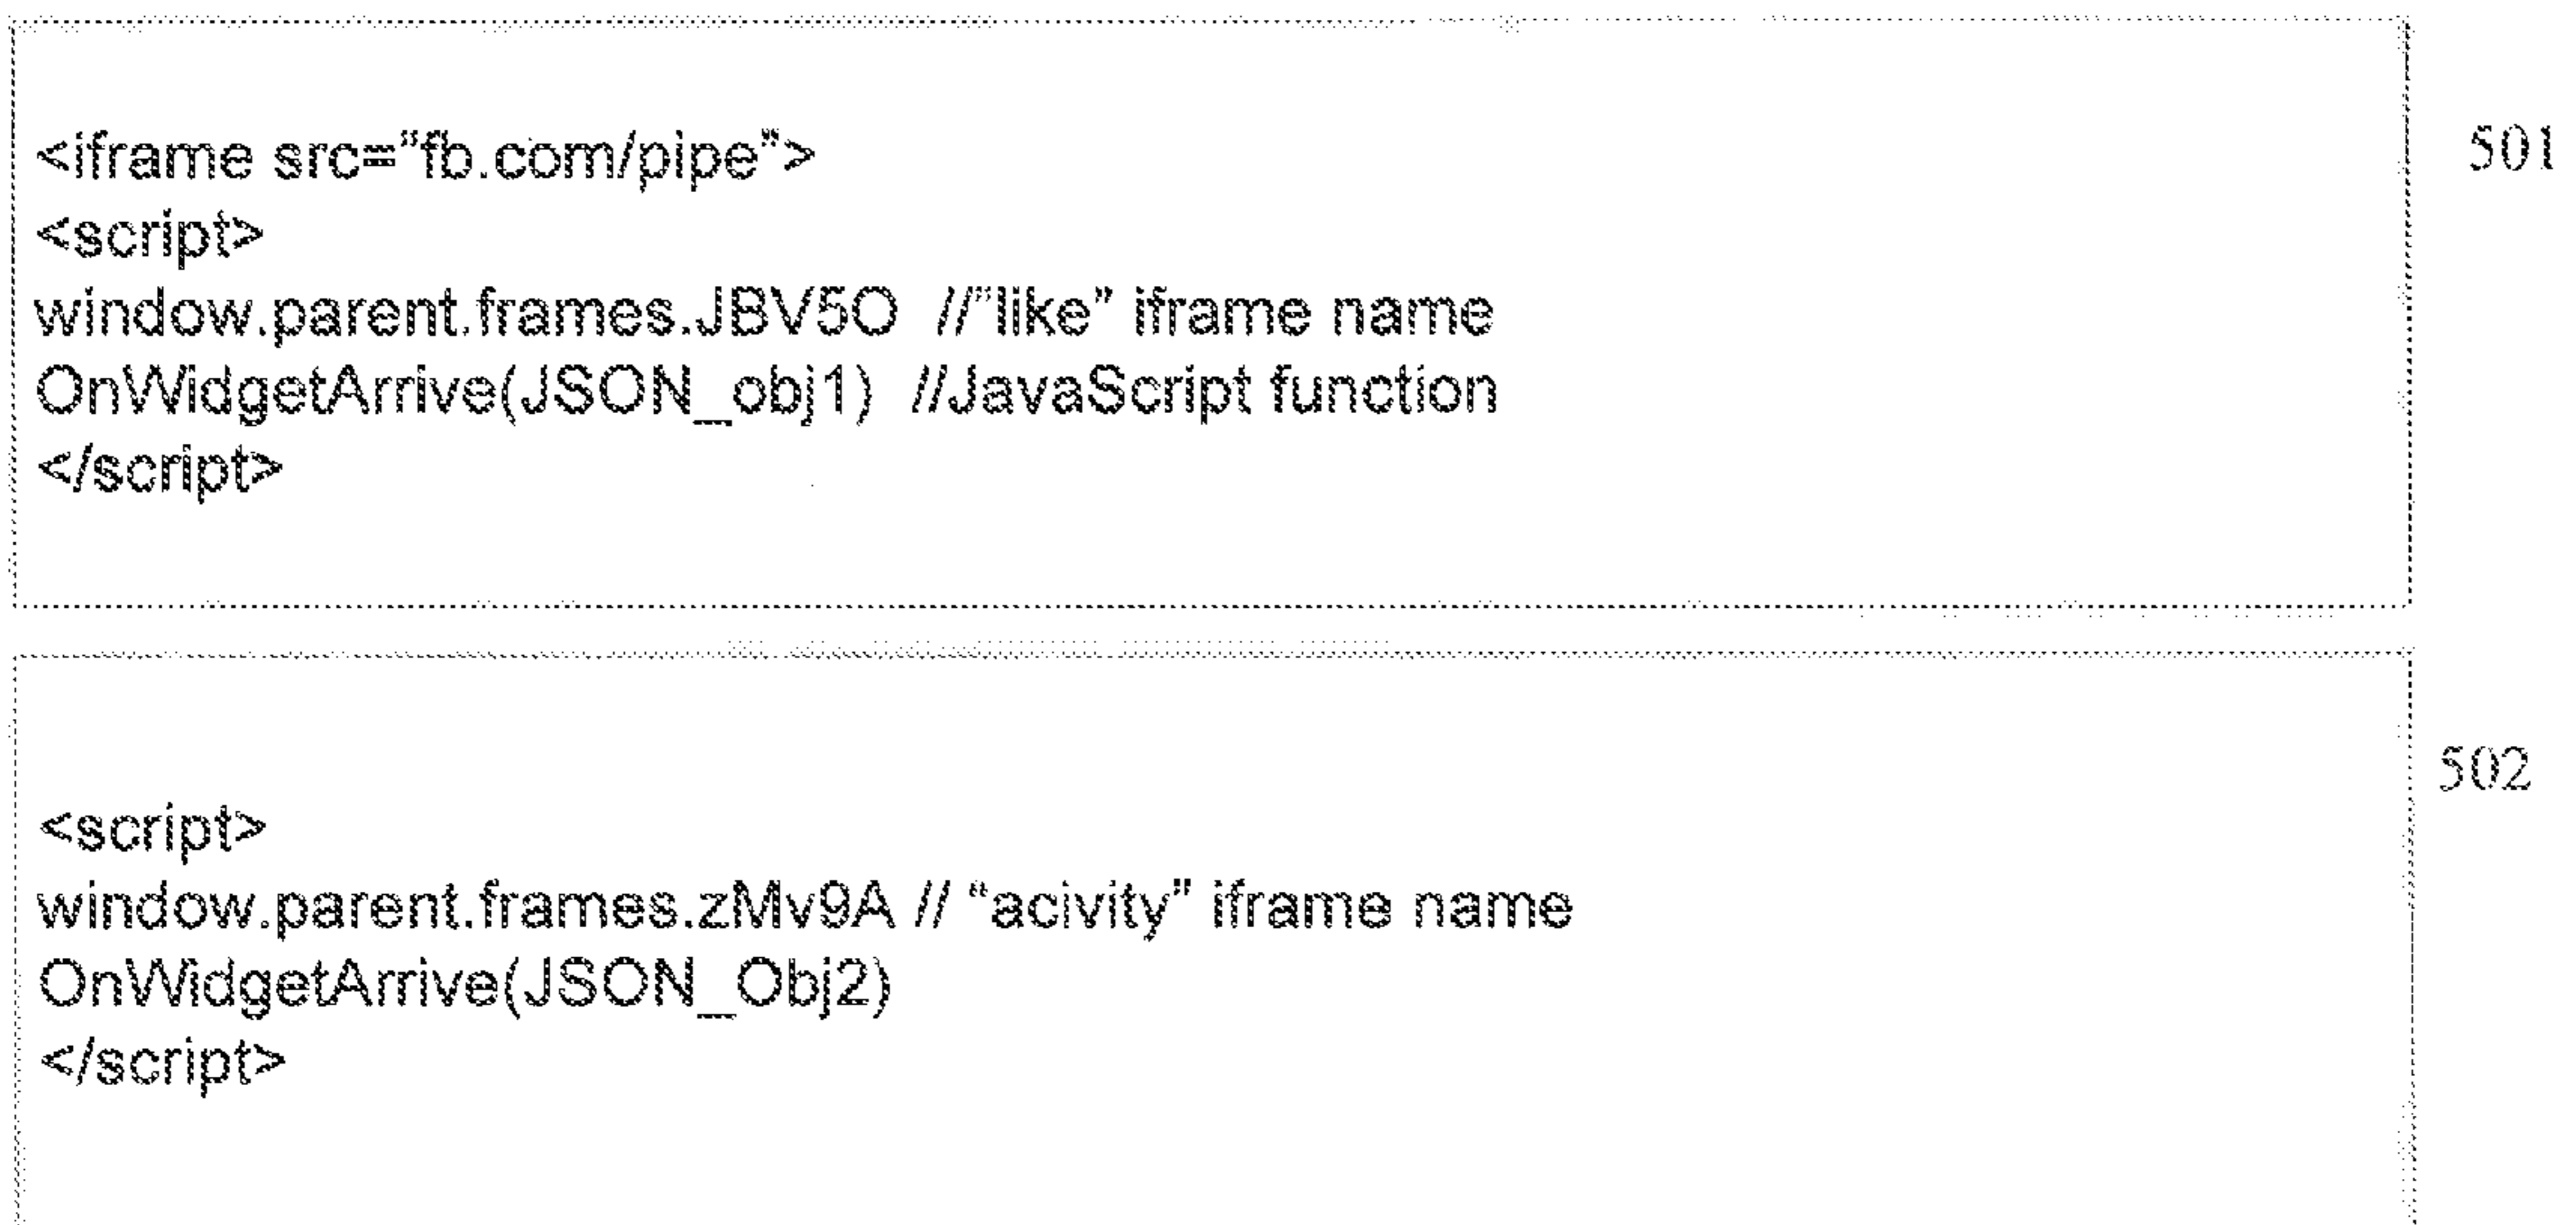 <iframe src="fb.com/pipe">
501
<script>
window.parent.frames.JBV5O //"like” iframe name
OnWidgetArrive(JSON_obj1) //JavaScript function
</script>
502
<script>
window.parent.frames.zMv9A // “acivity” iframe name
OnWidgetArrive(JSON_Obj2)
</script>